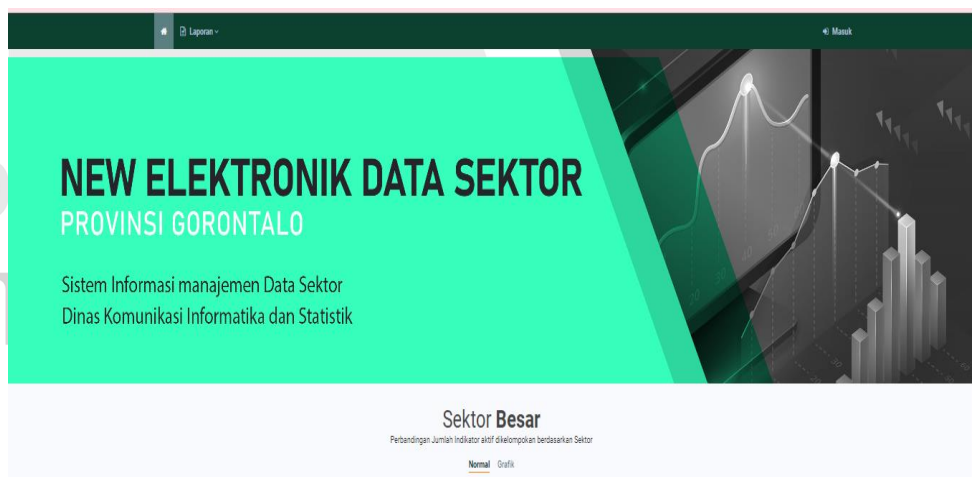 Laporan
Masuk
NEW ELEKTRONIK DATA SEKTOR
PROVINSI GORONTALO
Sistem Informasi manajemen Data Sektor
Dinas Komunikasi Informatika dan Statistik
Sektor Besar
Perbandingan Jumlah indikator aktif dikelompokan berdasarkan Sektor
Normal Grafik